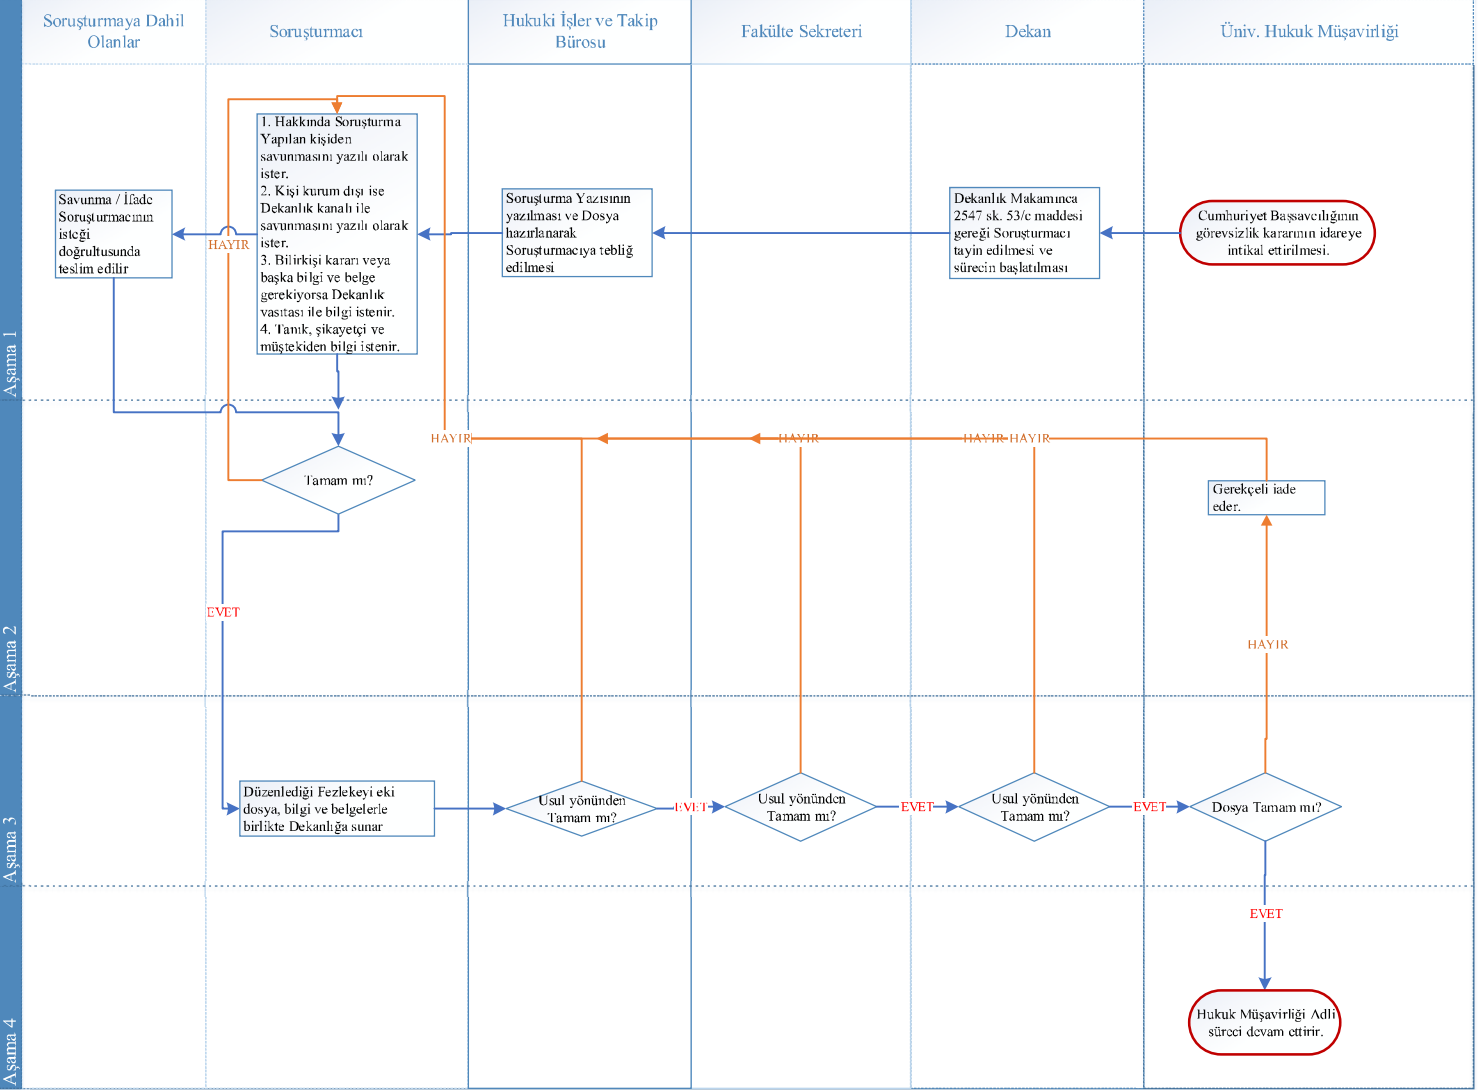 Soruşturmaya Dahil
Olanlar
Soruşturmacı
Hukuki İşler ve Takip
Bürosu
Fakülte Sekreteri
Dekan
Üniv. Hukuk Müşavirliği
Aşama 1
Savunma / İfade
Soruşturmacının
isteği
doğrultusunda
teslim edilir
HAYIR
1. Hakkında Soruşturma
Yapılan kişiden
savunmasını yazılı olarak
ister.
2. Kişi kurum dışı ise
Dekanlık kanalı ile
savunmasını yazılı olarak
ister.
3. Bilirkişi kararı veya
başka bilgi ve belge
gerekiyorsa Dekanlık
vasıtası ile bilgi istenir.
4. Tanık, şikayetçi ve
müştekiden bilgi istenir.
Soruşturma Yazısının
yazılması ve Dosya
hazırlanarak
Soruşturmacıya tebliğ
edilmesi
Dekanlık Makamınca
2547 sk. 53/c maddesi
gereği Soruşturmacı
tayin edilmesi ve
sürecin başlatılması
Cumhuriyet Başsavcılığının
görevsizlik kararının idareye
intikal ettirilmesi.
Aşama 2
HAYIR
HAYIR
HAYIR
HAYIR
Tamam mı?
Gerekçeli iade
eder.
EVET
HAYIR
Aşama 3
Düzenlediği Fezlekeyi eki
dosya, bilgi ve belgelerle
birlikte Dekanlığa sunar
Usul yönünden
Tamam mı?
EVET
Usul yönünden
Tamam mı?
EVET
Usul yönünden
Tamam mı?
EVET
Dosya Tamam mı?
Aşama 4
EVET
Hukuk Müşavirliği Adli
süreci devam ettirir.